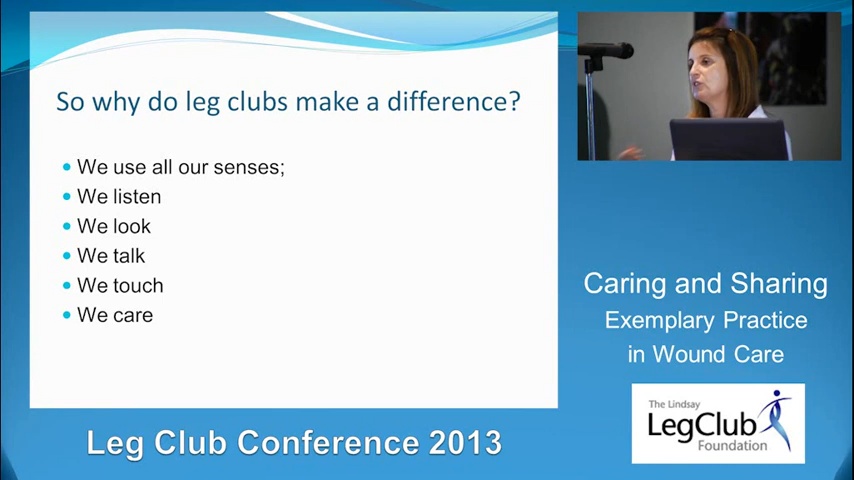 So why do leg clubs make a difference?
We use all our senses;
We listen
We look
We talk
We touch
We care
Caring and Sharing
Exemplary Practice
in Wound Care
The Lindsay
LegClub
Foundation
Leg Club Conference 2013